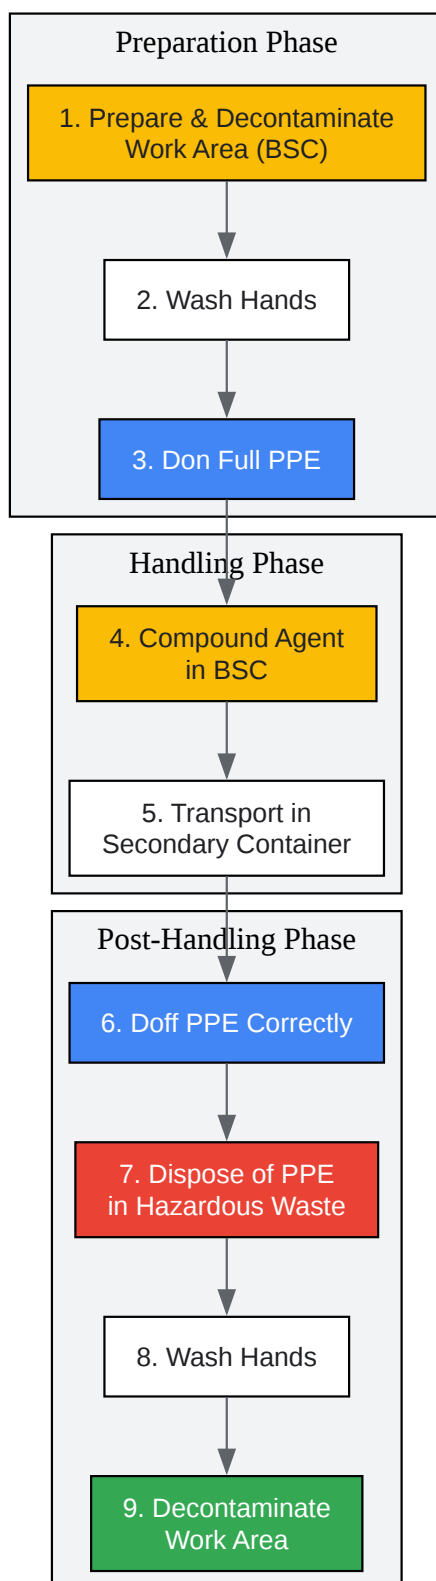 Preparation Phase
1. Prepare & Decontaminate
Work Area (BSC)
2. Wash Hands
3. Don Full PPE
Handling Phase
4. Compound Agent
in BSC
5. Transport in
Secondary Container
Post-Handling Phase
6. Doff PPE Correctly
7. Dispose of PPE
in Hazardous Waste
8. Wash Hands
9. Decontaminate
Work Area